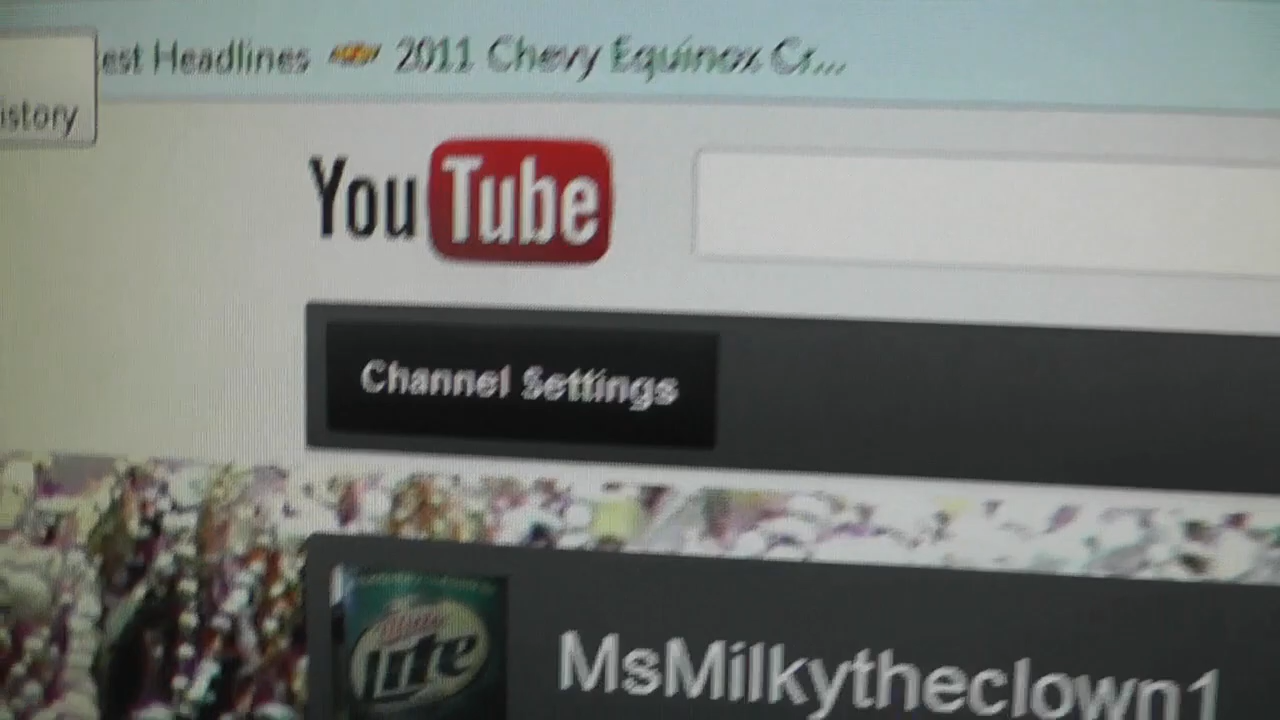 est Headlines 2011 Chevy Equinox Cr...
istory
YouTube
Channel Settings
Lite
MsMilkytheclown1